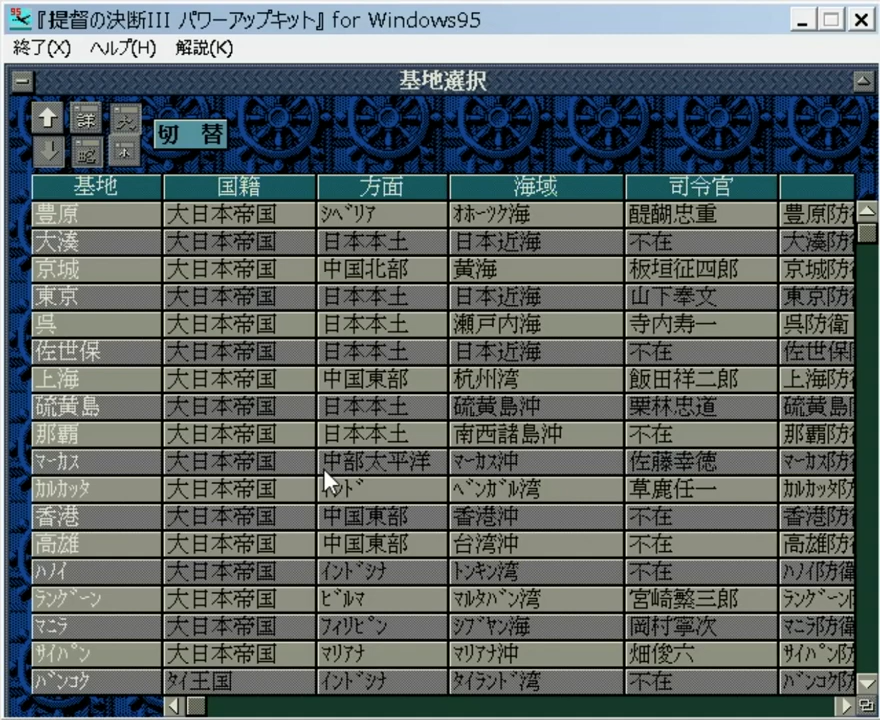 『提督の決断III パワーアップキット』 for Windows95
終了(X) ヘルプ(H) 解説(K)
基地選択
詳 大
略 木
切替
基地 国籍 方面 海域 司令官
豊原 大日本帝国 シベリア オホーツク海 醍醐忠重 豊原防衛
大湊 大日本帝国 日本本土 日本近海 不在 大湊防衛
京城 大日本帝国 中国北部 黄海 板垣征四郎 京城防衛
東京 大日本帝国 日本本土 日本近海 山下奉文 東京防衛
呉 大日本帝国 日本本土 瀬戸内海 寺内寿一 呉防衛
佐世保 大日本帝国 日本本土 日本近海 不在 佐世保
上海 大日本帝国 中国東部 杭州湾 飯田祥二郎 上海防衛
硫黄島 大日本帝国 日本本土 硫黄島沖 栗林忠道 硫黄島
那覇 大日本帝国 日本本土 南西諸島沖 不在 那覇防衛
マーカス 大日本帝国 中部太平洋 マーカス沖 佐藤幸徳 マーカス防
カルカッタ 大日本帝国 インド ベンガル湾 草鹿任一 カルカッタ防
香港 大日本帝国 中国東部 香港沖 不在 香港防衛
高雄 大日本帝国 中国東部 台湾沖 不在 高雄防衛
ハノイ 大日本帝国 インドシナ トンキン湾 不在 ハノイ防衛
ラングーン 大日本帝国 ビルマ マルタバン湾 宮崎繁三郎 ラングーン
マニラ 大日本帝国 フィリピン シブヤン海 岡村寧次 マニラ防衛
サイパン 大日本帝国 マリアナ マリアナ沖 畑俊六 サイパン防
バンコク タイ王国 インドシナ タイランド湾 不在 バンコク防